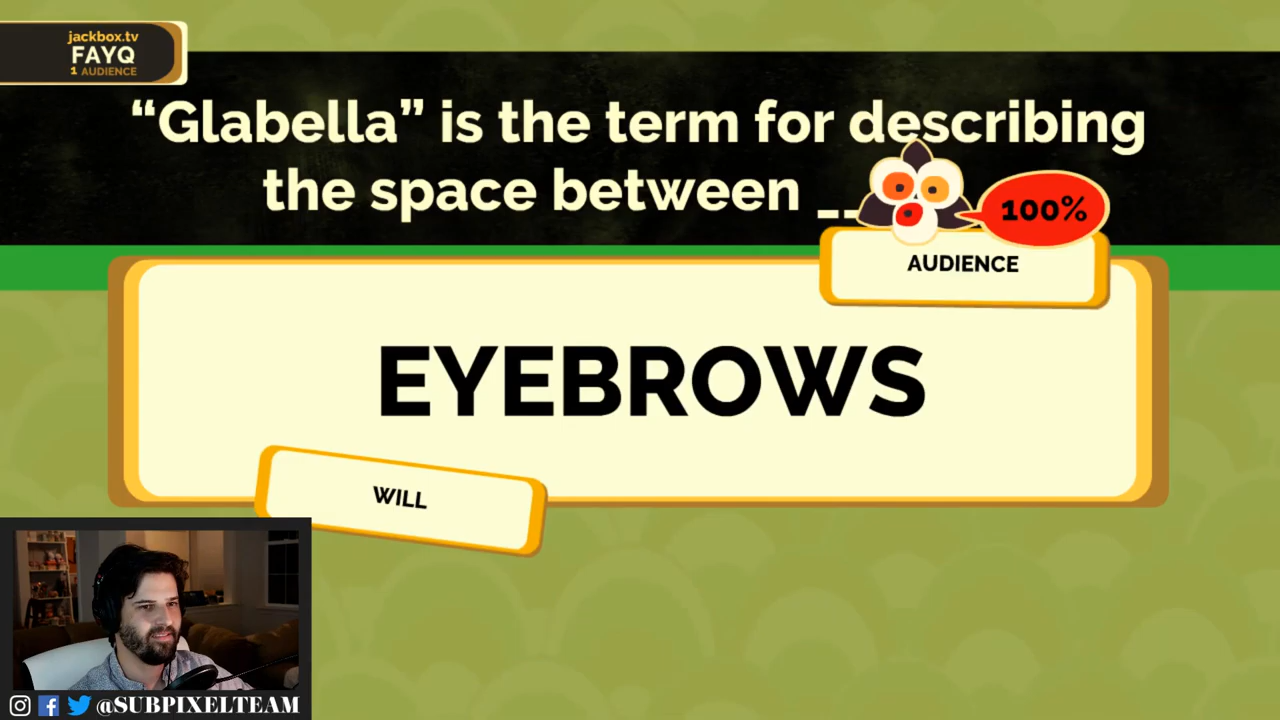 jackbox.tv
FAYQ
1 AUDIENCE
“Glabella” is the term for describing
the space between __
100%
AUDIENCE
EYEBROWS
WILL
@SUBPIXELTEAM